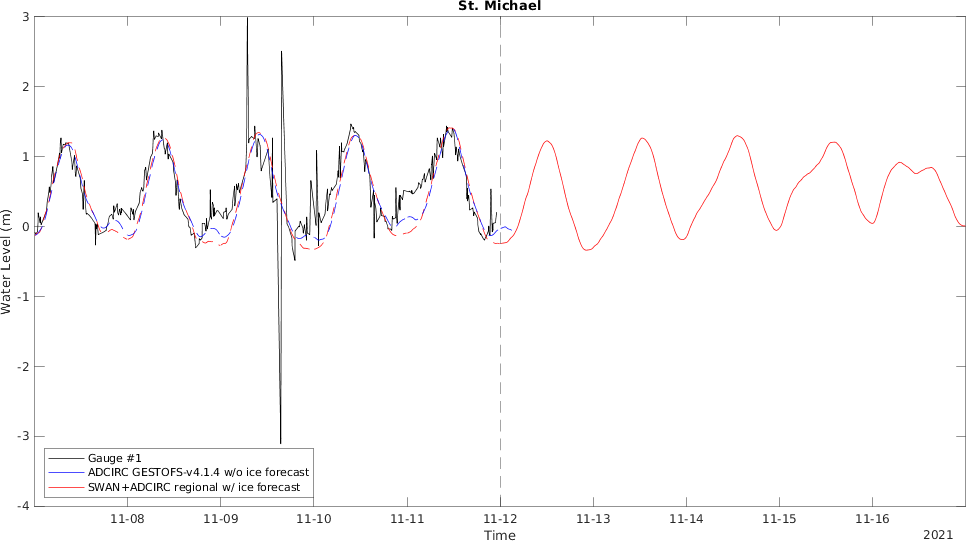 St. Michael
3
2
1
0
-1
-2
-3
-4
Water Level (m)
Gauge #1
ADCIRC GESTOFS-v4.1.4 w/o ice forecast
SWAN+ADCIRC regional w/ ice forecast
11-08 11-09 11-10 11-11 11-12 11-13 11-14 11-15 11-16
Time
2021